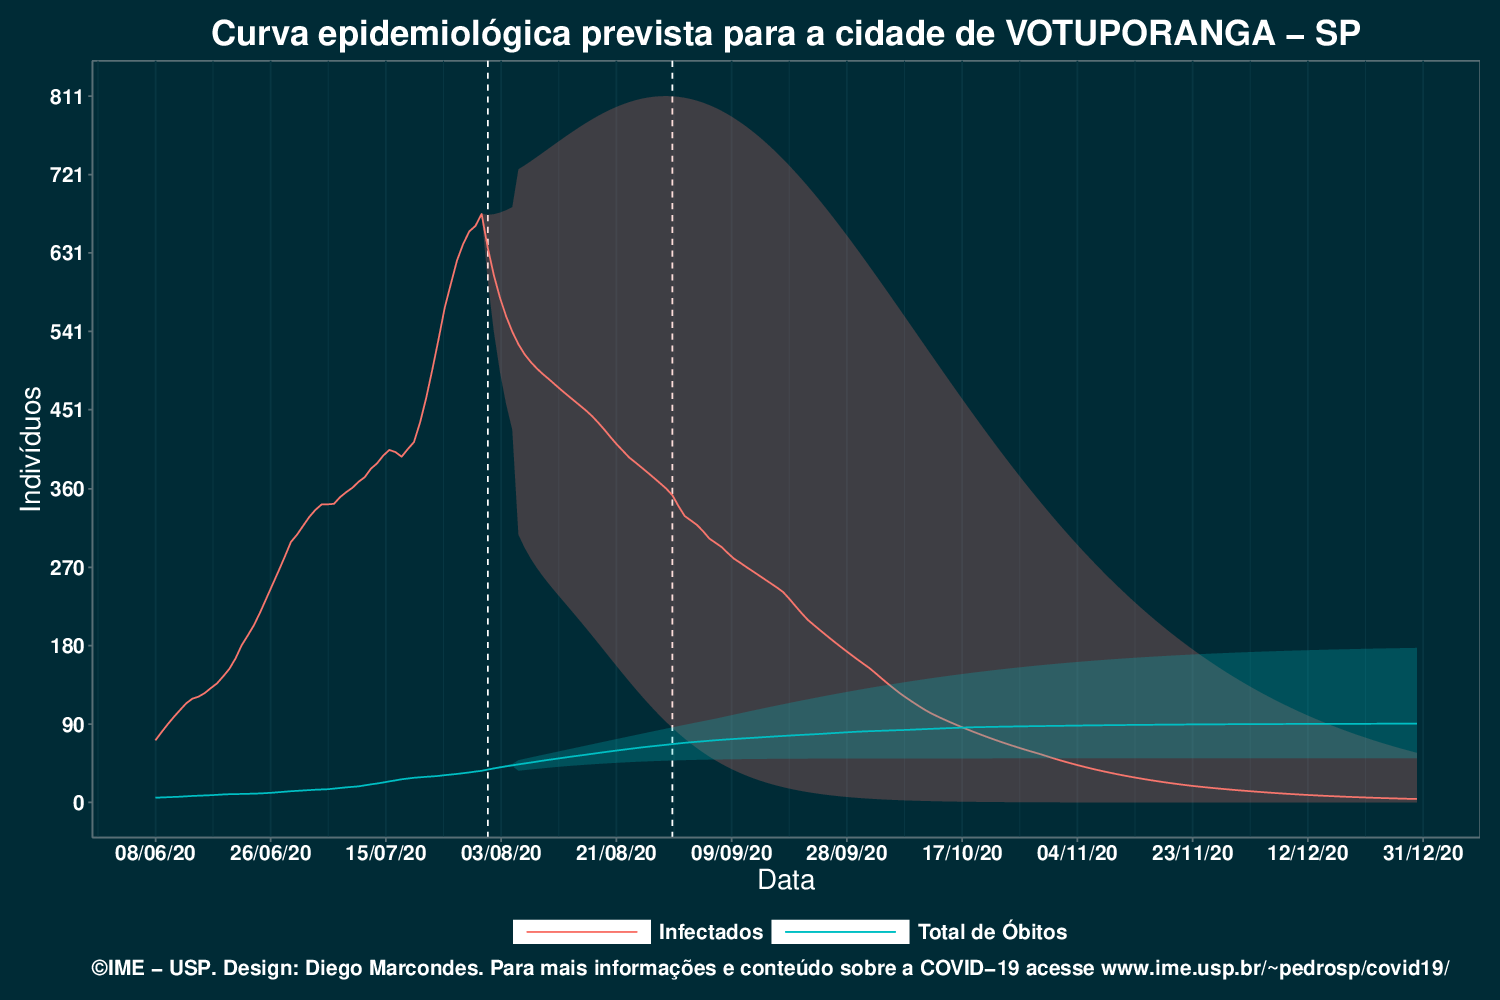 Curva epidemiológica prevista para a cidade de VOTUPORANGA – SP
811
721
631
541
451
360
270
180
90
0
Indivíduos
08/06/20 26/06/20 15/07/20 03/08/20 21/08/20 09/09/20 28/09/20 17/10/20 04/11/20 23/11/20 12/12/20 31/12/20
Data
Infectados Total de Óbitos
©IME – USP. Design: Diego Marcondes. Para mais informações e conteúdo sobre a COVID–19 acesse www.ime.usp.br/~pedrosp/covid19/